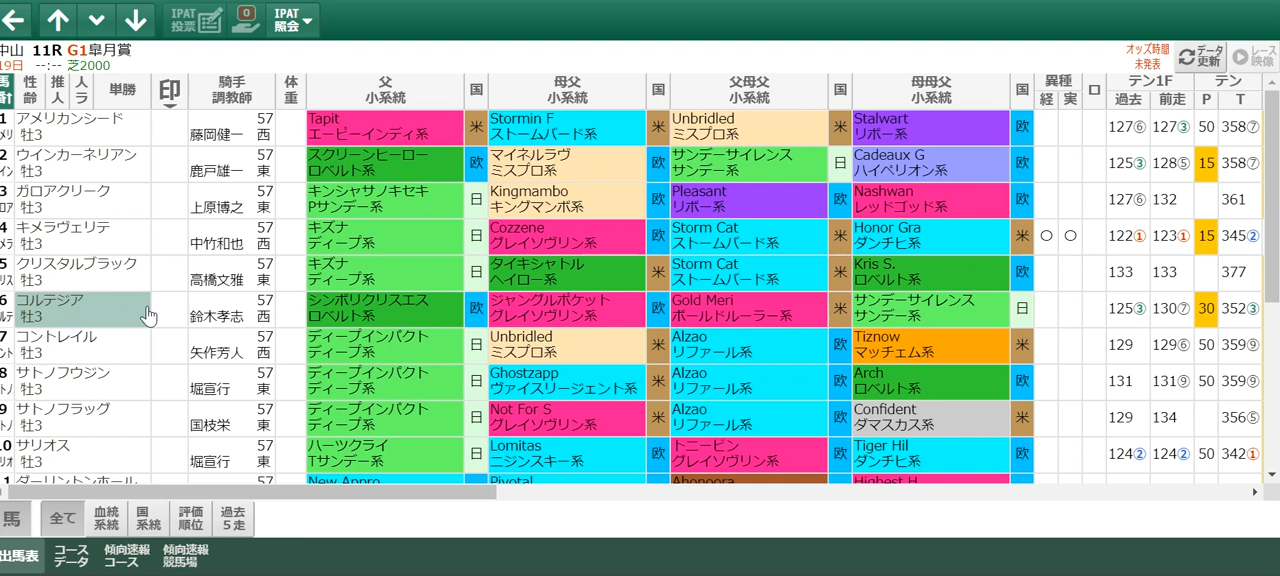 IPAT 投票 0 IPAT 照会
中山 11R G1皐月賞 オッズ時間 未発表 データ 更新 レース 映像
19日 --:-- 芝2000
馬番 性齢 推人 人ラ 単勝 印 騎手 調教師 体重 父 小系統 国 母父 小系統 国 父母父 小系統 国 母母父 小系統 国 異種 経 実 ロ テン1F 過去 前走 テン P T
1 アメリカンシード 57 Tapit 米 Stormin F 米 Unbridled 米 Stalwart 欧 127⑥ 127③ 50 358⑦
牡3 藤岡健一 西 エーピーインディ系 ストームバード系 ミスプロ系 リボー系
2 ウインカーネリアン 57 スクリーンヒーロー 欧 マイネルラヴ 欧 サンデーサイレンス 日 Cadeaux G 欧 125③ 128⑤ 15 358⑦
牡3 鹿戸雄一 東 ロベルト系 ミスプロ系 サンデー系 ハイペリオン系
3 ガロアクリーク 57 キンシャサノキセキ 日 Kingmambo 欧 Pleasant 欧 Nashwan 欧 127⑥ 132 361
牡3 上原博之 東 Pサンデー系 キングマンボ系 リボー系 レッドゴッド系
4 キメラヴェリテ 57 キズナ 日 Cozzene 欧 Storm Cat 米 Honor Gra 米 ○ ○ 122① 123① 15 345②
牡3 中竹和也 西 ディープ系 グレイソヴリン系 ストームバード系 ダンチヒ系
5 クリスタルブラック 57 キズナ 日 タイキシャトル 米 Storm Cat 米 Kris S. 欧 133 133 377
牡3 高橋文雅 東 ディープ系 ヘイロー系 ストームバード系 ロベルト系
6 コルテジア 57 シンボリクリスエス 欧 ジャングルポケット 欧 Gold Meri 米 サンデーサイレンス 日 125③ 130⑦ 30 352③
牡3 鈴木孝志 西 ロベルト系 グレイソヴリン系 ボールドルーラー系 サンデー系
7 コントレイル 57 ディープインパクト 日 Unbridled 米 Alzao 欧 Tiznow 米 129 129⑥ 50 359⑨
牡3 矢作芳人 西 ディープ系 ミスプロ系 リファール系 マッチェム系
8 サトノフウジン 57 ディープインパクト 日 Ghostzapp 米 Alzao 欧 Arch 欧 131 131⑨ 50 359⑨
牡3 堀宣行 東 ディープ系 ヴァイスリージェント系 リファール系 ロベルト系
9 サトノフラッグ 57 ディープインパクト 日 Not For S 米 Alzao 欧 Confident 米 129 134 356⑤
牡3 国枝栄 東 ディープ系 グレイソヴリン系 リファール系 ダマスカス系
10 サリオス 57 ハーツクライ 日 Lomitas 欧 トニービン 欧 Tiger Hil 欧 124② 124② 50 342①
牡3 堀宣行 東 Tサンデー系 ニジンスキー系 グレイソヴリン系 ダンチヒ系
ダーリントンホール 57 New Appro Pivotal Ahonoora Highest H
馬 全て 血統 系統 国 系統 評価 順位 過去 5走
出馬表 コース データ 傾向速報 コース 傾向速報 競馬場